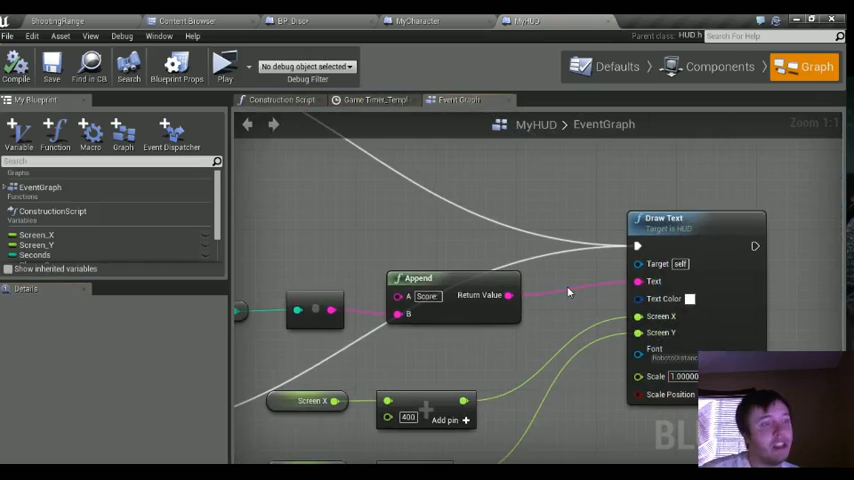 ShootingRange
Content Browser
BP_Disc*
MyCharacter
MyHUD
File Edit Asset View Debug Window Help
Parent class: HUD.h
Search For Help
Compile
Save
Find in CB
Search
Blueprint Props
Play
No debug object selected
Debug Filter
Defaults
Components
Graph
My Blueprint
Construction Script
Game Timer_Templ
Event Graph
Variable
Function
Macro
Graph
Event Dispatcher
MyHUD > EventGraph
Zoom 1:1
Search
Graphs
EventGraph
Functions
ConstructionScript
Variables
Screen_X
Screen_Y
Seconds
Show inherited variables
Details
Append
A Score:
B
Return Value
Draw Text
Target is HUD
Target self
Text
Text Color
Screen X
Screen Y
Font
RobotoDistan
Scale 1.00000
Scale Position
Screen X
400
Add pin +